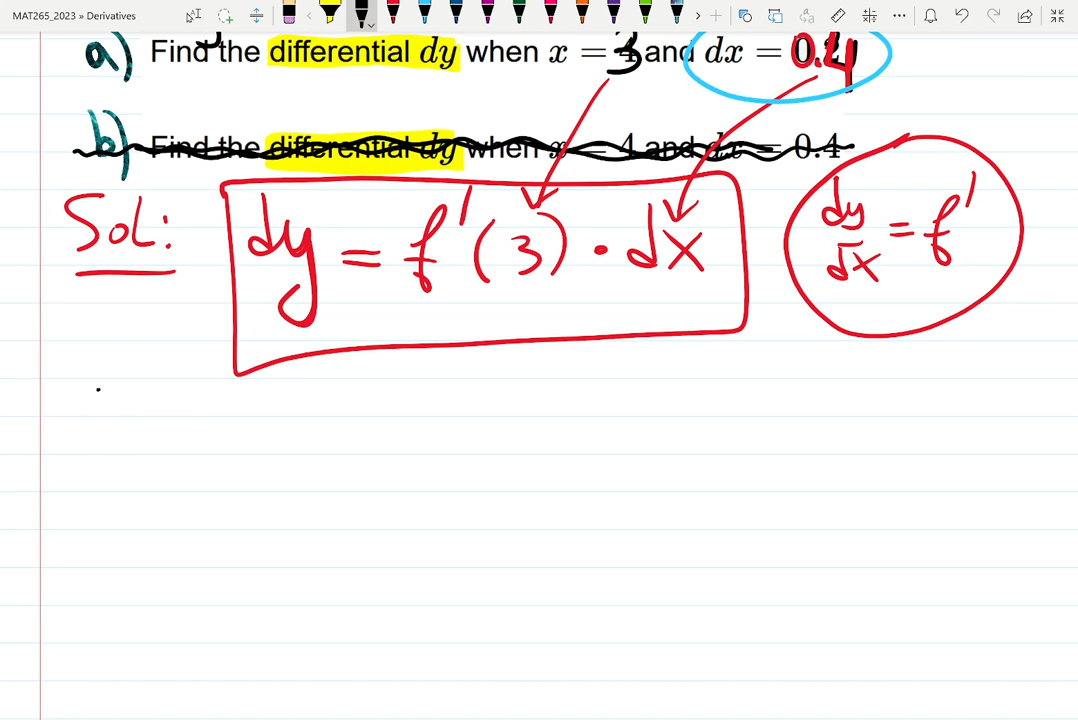 MAT265_2023 » Derivatives
a) Find the differential dy when x = 3 and dx = 0.4
b) Find the differential dy when x = 4 and dx = 0.4
Sol: dy = f'(3) · dx
dy/dx = f'